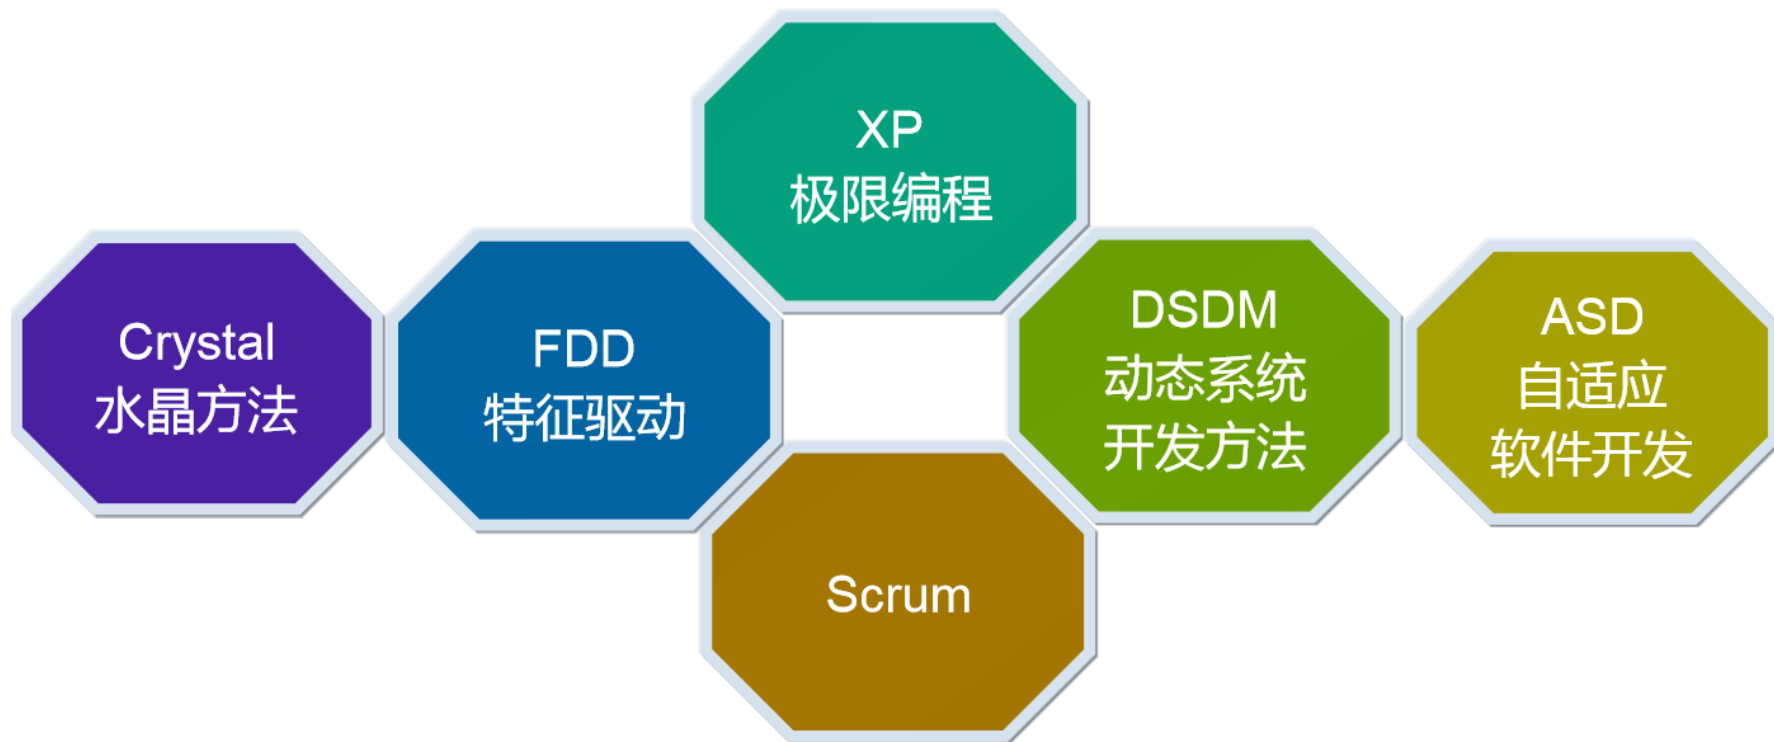 XP
极限编程
Crystal
水晶方法
FDD
特征驱动
DSDM
动态系统
开发方法
ASD
自适应
软件开发
Scrum